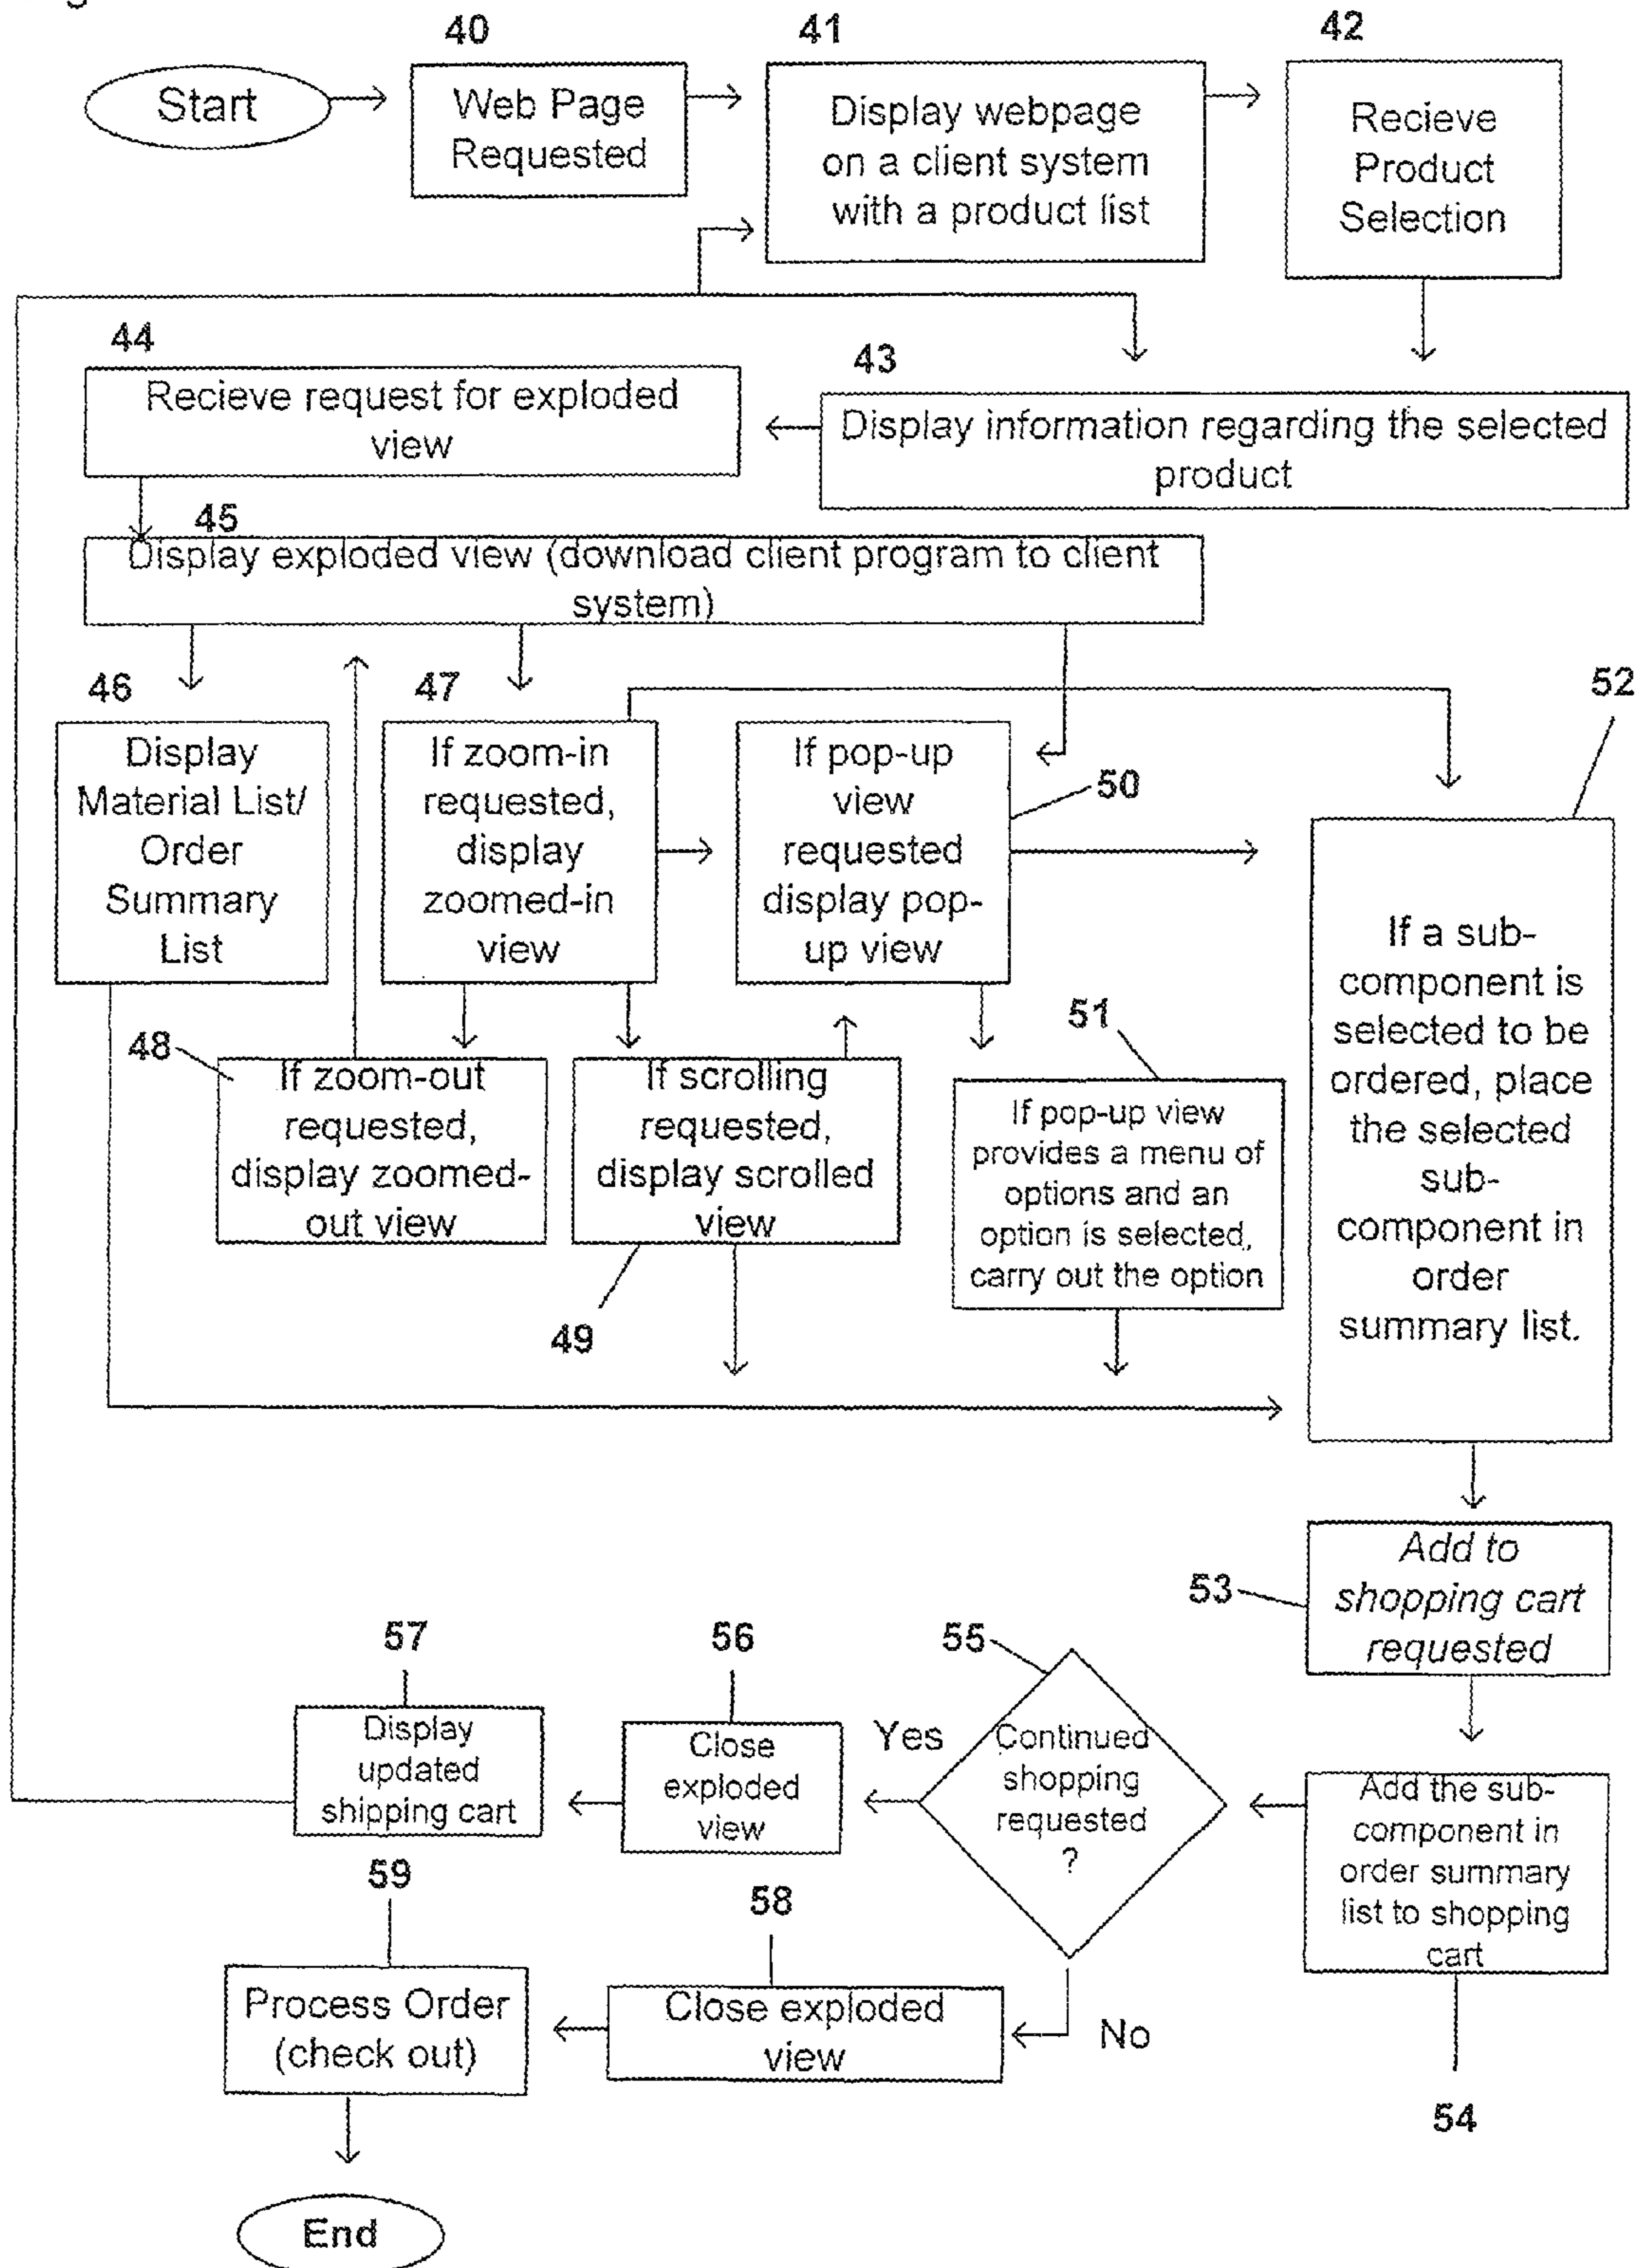 40
41
42
Start
Web Page
Requested
Display webpage
on a client system
with a product list
Recieve
Product
Selection
44
43
Recieve request for exploded
view
Display information regarding the selected
product
45
Display exploded view (download client program to client
system)
46
47
52
Display
Material List/
Order
Summary
List
If zoom-in
requested,
display
zoomed-in
view
If pop-up
view
requested
display pop-
up view
50
If a sub-
component is
selected to be
ordered, place
the selected
sub-
component in
order
summary list.
48
If zoom-out
requested,
display zoomed-
out view
If scrolling
requested,
display scrolled
view
49
51
If pop-up view
provides a menu of
options and an
option is selected,
carry out the option
53
Add to
shopping cart
requested
57
56
55
Display
updated
shipping cart
Close
exploded
view
Yes
Continued
shopping
requested
?
Add the sub-
component in
order summary
list to shopping
cart
59
58
Process Order
(check out)
Close exploded
view
No
54
End